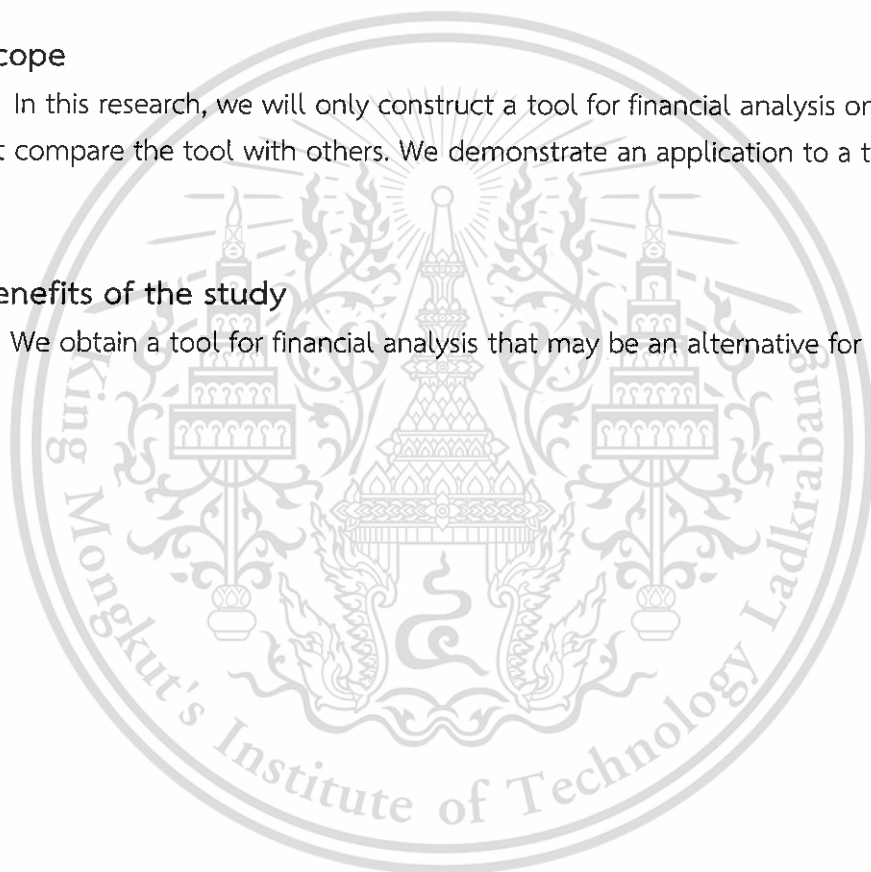 cope
In this research, we will only construct a tool for financial analysis or
t compare the tool with others. We demonstrate an application to a t
enefits of the study
We obtain a tool for financial analysis that may be an alternative for
King Mongkut's Institute of Technology Ladkrabang